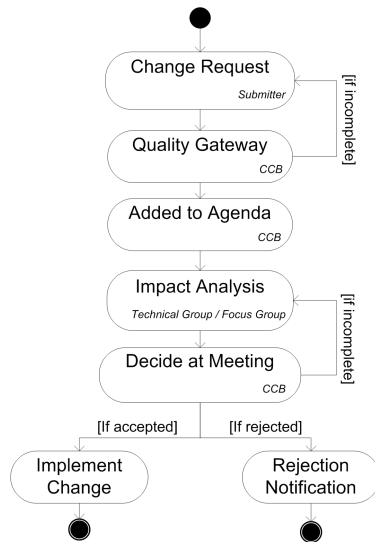 Change Request
Submitter
[if incomplete]
Quality Gateway
CCB
Added to Agenda
CCB
Impact Analysis
Technical Group / Focus Group
[if incomplete]
Decide at Meeting
CCB
[If accepted]
[If rejected]
Implement
Change
Rejection
Notification